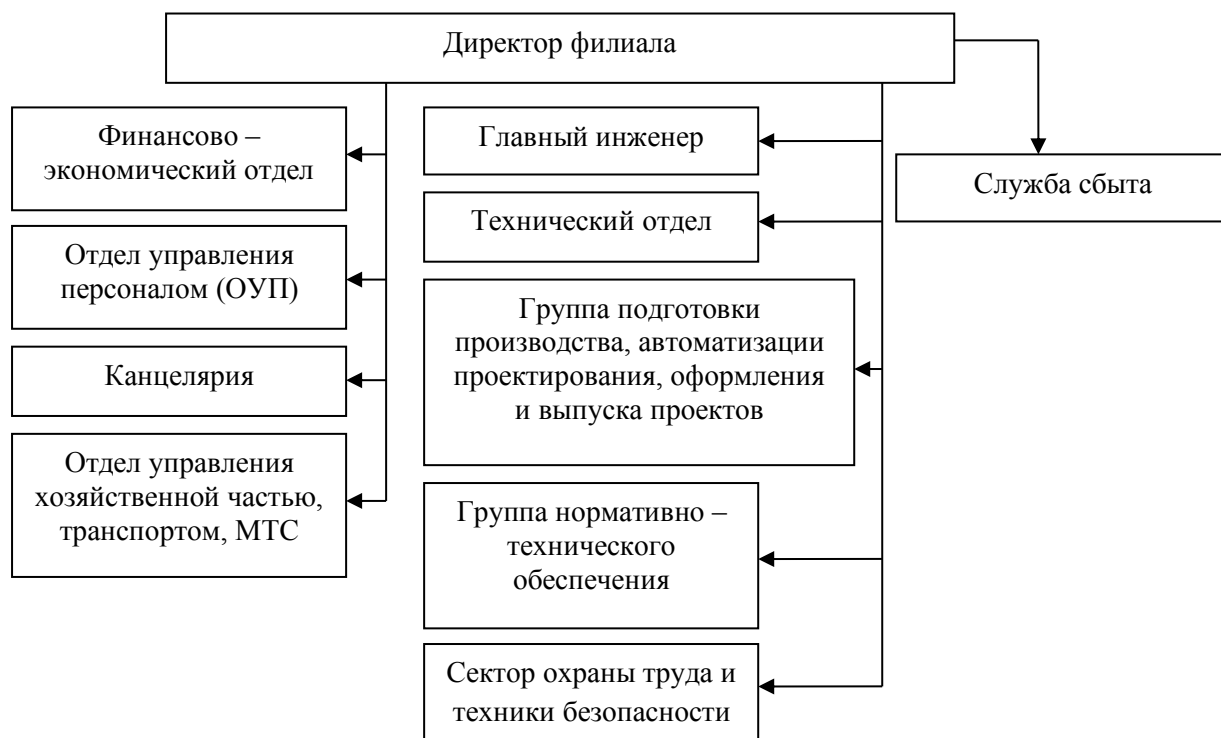 Директор филиала
Финансово –
экономический отдел
Отдел управления
персоналом (ОУП)
Канцелярия
Отдел управления
хозяйственной частью,
транспортом, МТС
Главный инженер
Технический отдел
Группа подготовки
производства, автоматизации
проектирования, оформления
и выпуска проектов
Группа нормативно –
технического
обеспечения
Сектор охраны труда и
техники безопасности
Служба сбыта